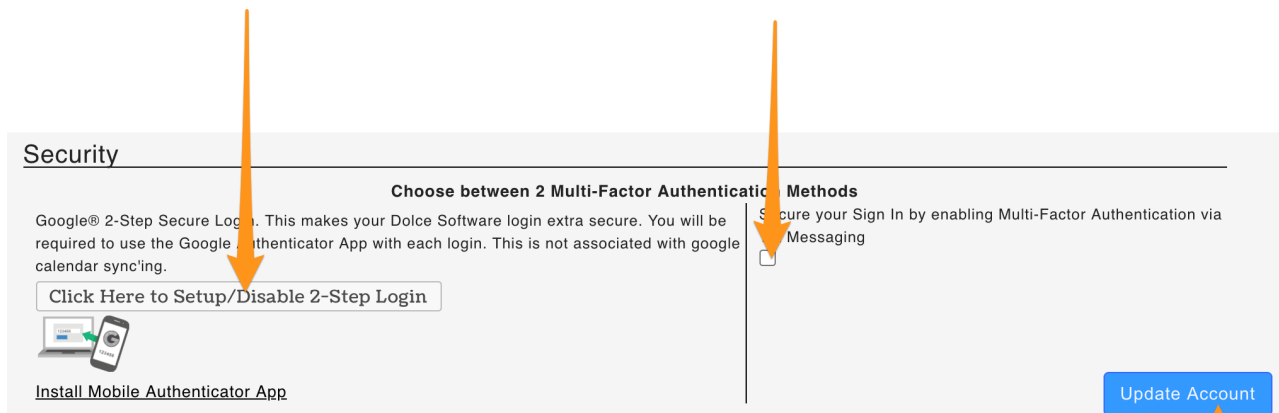 Security
Choose between 2 Multi-Factor Authentication Methods
Google® 2-Step Secure Login. This makes your Dolce Software login extra secure. You will be
required to use the Google Authenticator App with each login. This is not associated with google
calendar sync'ing.
Click Here to Setup/Disable 2-Step Login
123456
123456
Install Mobile Authenticator App
Secure your Sign In by enabling Multi-Factor Authentication via
Messaging
Update Account